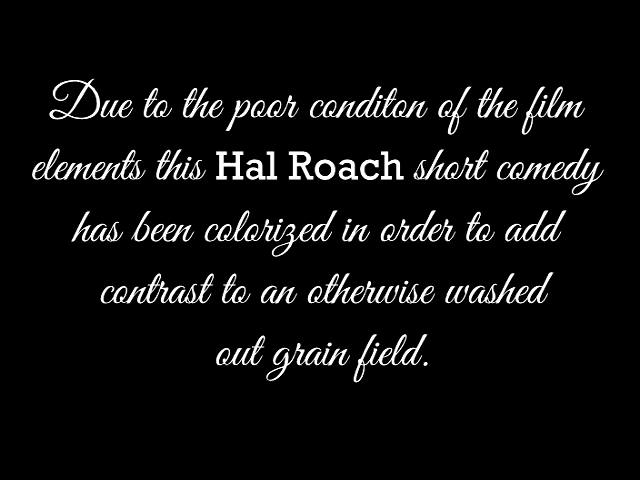 Due to the poor conditon of the film
elements this Hal Roach short comedy
has been colorized in order to add
contrast to an otherwise washed
out grain field.